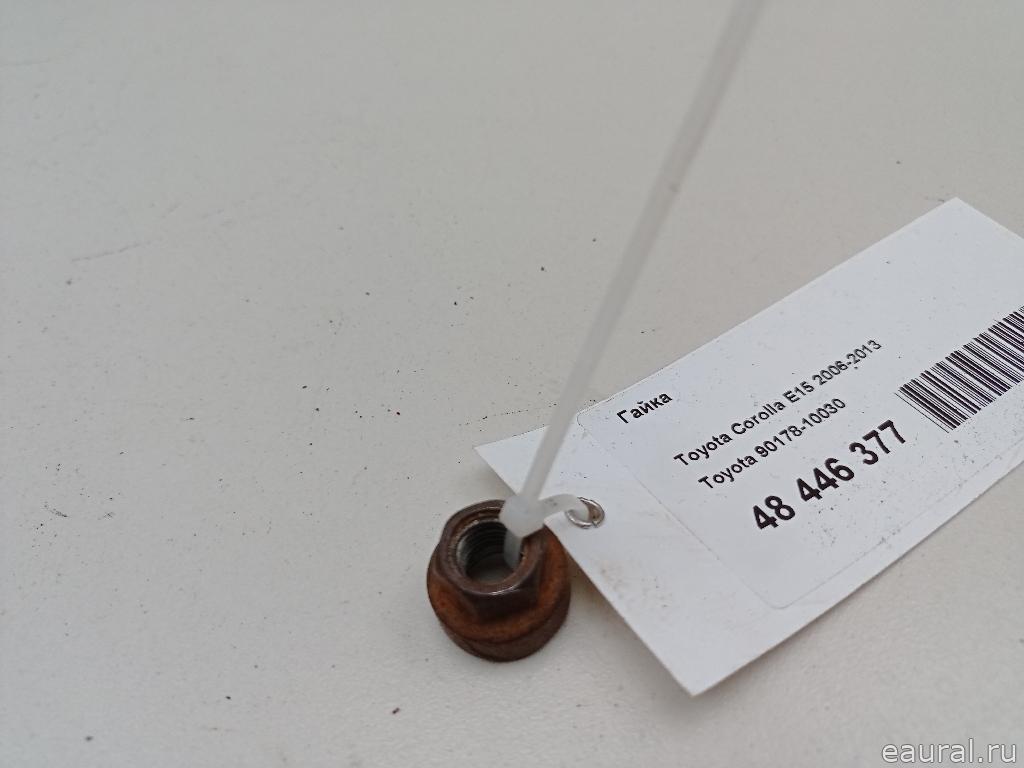 Гайка
Toyota Corolla E15 2006-2013
Toyota 90178-10030
48 446 377
eaural.ru